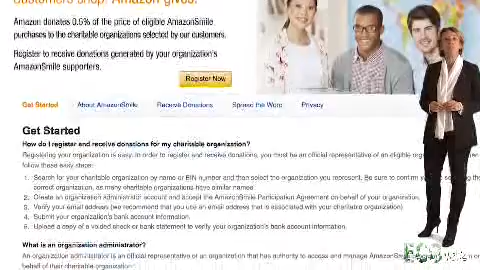 Customers shop. Amazon gives.
Amazon donates 0.5% of the price of eligible AmazonSmile
purchases to the charitable organizations selected by our customers.
Register to receive donations generated by your organization's
AmazonSmile supporters.
Register Now
Get Started
About AmazonSmile
Receive Donations
Spread the Word
Privacy
Get Started
How do I register and receive donations for my charitable organization?
Registering your organization is easy. In order to register and receive donations, you must be an official representative of an eligible
follow these easy steps:
1. Search for your charitable organization by name or EIN number and then select the organization you represent. Be sure to confirm
correct organization, as many charitable organizations have similar names
2. Create an organization administrator account and accept the AmazonSmile Participation Agreement on behalf of your organization.
3. Verify your email address (we recommend that you use an email address that is associated with your charitable organization)
4. Submit your organization's bank account information.
5. Upload a copy of a voided check or bank statement to verify your organization's bank account information.
What is an organization administrator?
An organization administrator is an official representative of an organization that has authority to access and manage
behalf of their charitable organization.